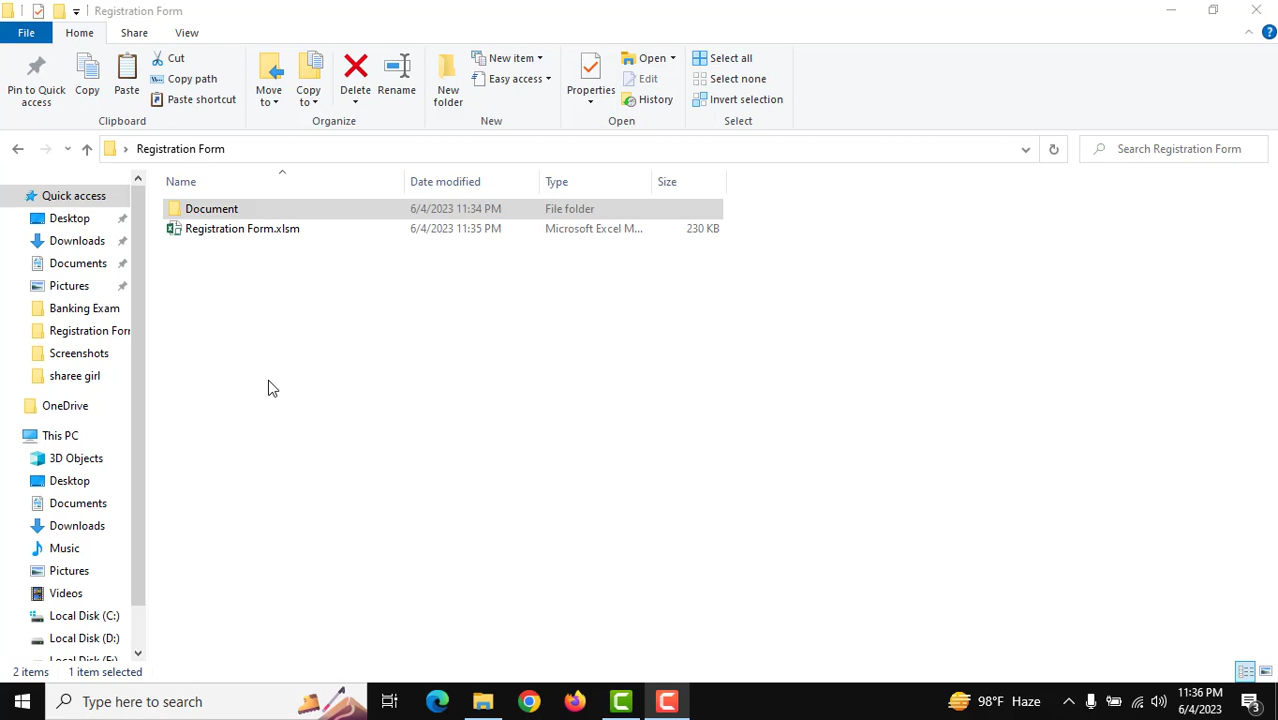 Registration Form
File Home Share View
Pin to Quick access
Copy
Paste
Cut
Copy path
Paste shortcut
Clipboard
Move to
Copy to
Delete
Rename
Organize
New folder
New item
Easy access
New
Properties
Open
Edit
History
Open
Select all
Select none
Invert selection
Select
Registration Form
Search Registration Form
Name Date modified Type Size
Document 6/4/2023 11:34 PM File folder
Registration Form.xlsm 6/4/2023 11:35 PM Microsoft Excel M... 230 KB
Quick access
Desktop
Downloads
Documents
Pictures
Banking Exam
Registration Forr
Screenshots
sharee girl
OneDrive
This PC
3D Objects
Desktop
Documents
Downloads
Music
Pictures
Videos
Local Disk (C:)
Local Disk (D:)
2 items 1 item selected
Type here to search
98°F Haze
11:36 PM
6/4/2023
3